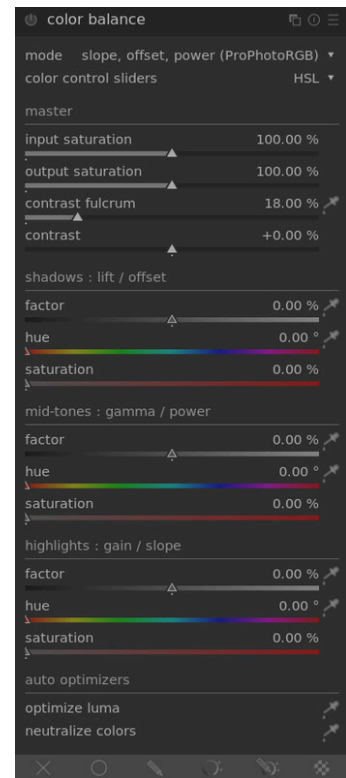 color balance
mode slope, offset, power (ProPhotoRGB)
color control sliders HSL
master
input saturation 100.00 %
output saturation 100.00 %
contrast fulcrum 18.00 %
contrast +0.00 %
shadows : lift / offset
factor 0.00 %
hue 0.00 °
saturation 0.00 %
mid-tones : gamma / power
factor 0.00 %
hue 0.00 °
saturation 0.00 %
highlights : gain / slope
factor 0.00 %
hue 0.00 °
saturation 0.00 %
auto optimizers
optimize luma
neutralize colors